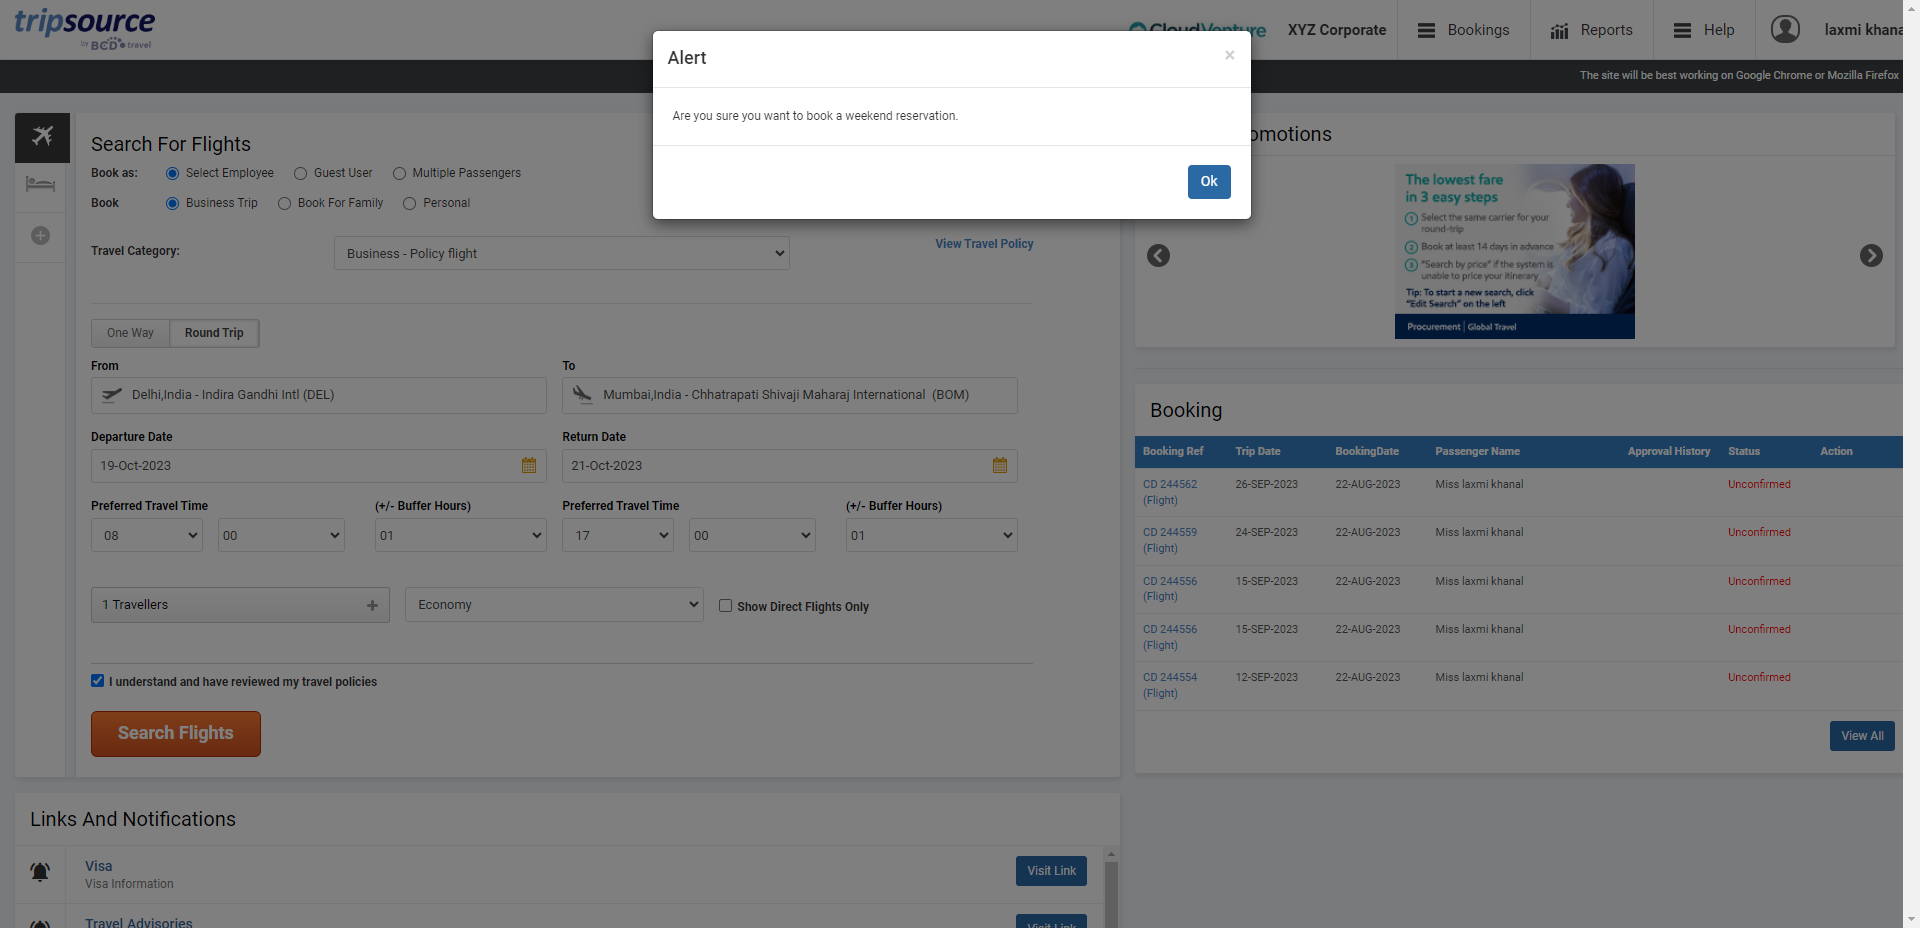 tripsource
by BCD travel
CloudVenture
XYZ Corporate
Bookings
Reports
Help
laxmi khana
The site will be best working on Google Chrome or Mozilla Firefox
Alert
×
Are you sure you want to book a weekend reservation.
Ok
Search For Flights
Book as:
Select Employee
Guest User
Multiple Passengers
Book
Business Trip
Book For Family
Personal
Travel Category:
Business - Policy flight
View Travel Policy
One Way
Round Trip
From
To
Delhi,India - Indira Gandhi Intl (DEL)
Mumbai,India - Chhatrapati Shivaji Maharaj International (BOM)
Departure Date
Return Date
19-Oct-2023
21-Oct-2023
Preferred Travel Time
(+/- Buffer Hours)
Preferred Travel Time
(+/- Buffer Hours)
08
00
01
17
00
01
1 Travellers
Economy
Show Direct Flights Only
I understand and have reviewed my travel policies
Search Flights
omotions
The lowest fare
in 3 easy steps
1 Select the same carrier for your
round-trip
2 Book at least 14 days in advance
3 "Search by price" if the system is
unable to price your itinerary
Tip: To start a new search, click
"Edit Search" on the left
Procurement | Global Travel
Booking
Booking Ref Trip Date BookingDate Passenger Name Approval History Status Action
CD 244562 26-SEP-2023 22-AUG-2023 Miss laxmi khanal Unconfirmed
(Flight)
CD 244559 24-SEP-2023 22-AUG-2023 Miss laxmi khanal Unconfirmed
(Flight)
CD 244556 15-SEP-2023 22-AUG-2023 Miss laxmi khanal Unconfirmed
(Flight)
CD 244556 15-SEP-2023 22-AUG-2023 Miss laxmi khanal Unconfirmed
(Flight)
CD 244554 12-SEP-2023 22-AUG-2023 Miss laxmi khanal Unconfirmed
(Flight)
View All
Links And Notifications
Visa
Visa Information
Visit Link
Travel Advisories
Visit Link